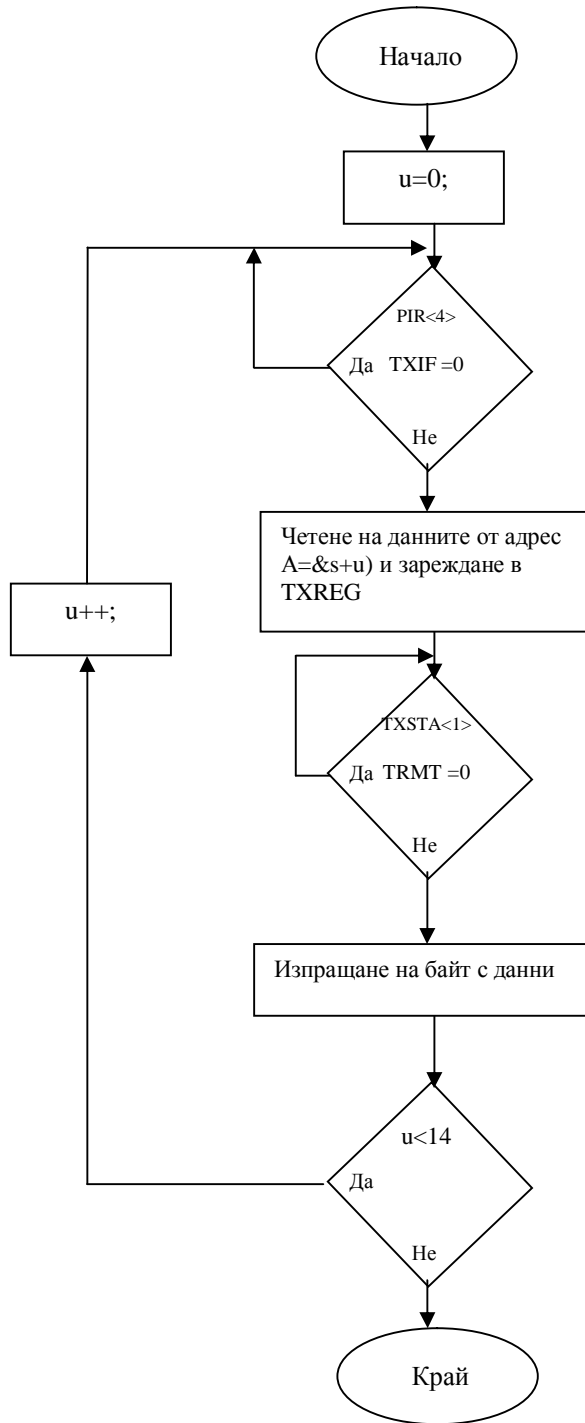 Начало
u=0;
PIR<4>
Да TXIF =0
Не
Четене на данните от адрес
A=&s+u) и зареждане в
TXREG
u++;
TXSTA<1>
Да TRMT =0
Не
Изпращане на байт с данни
u<14
Да
Не
Край